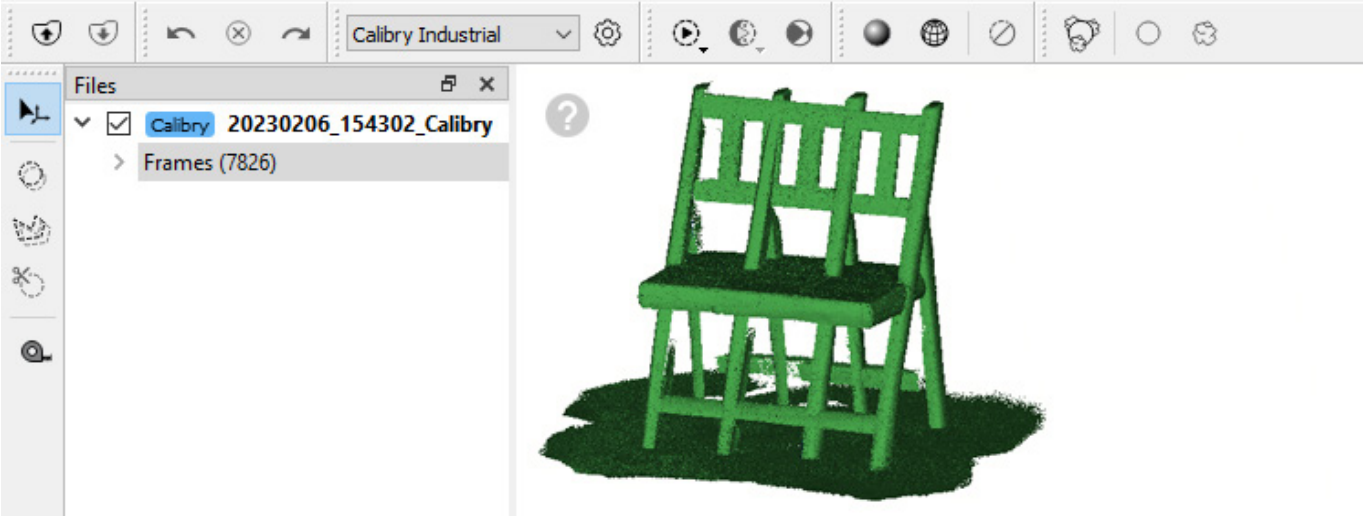 Calibry Industrial
Files
Calibry 20230206_154302_Calibry
Frames (7826)
?